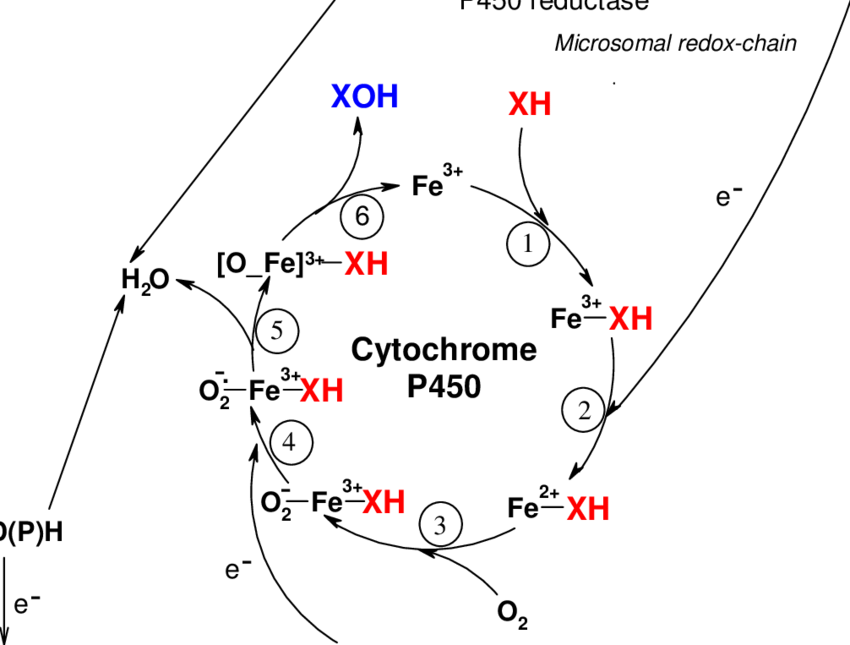 P450 reductase
Microsomal redox-chain
XOH
XH
Fe³⁺
e⁻
6
1
[O_Fe]³⁺—XH
H₂O
Fe³⁺—XH
5
Cytochrome
P450
O₂⁻̇—Fe³⁺—XH
2
4
O₂⁻—Fe³⁺—XH
Fe²⁺—XH
3
(P)H
e⁻
e⁻
O₂